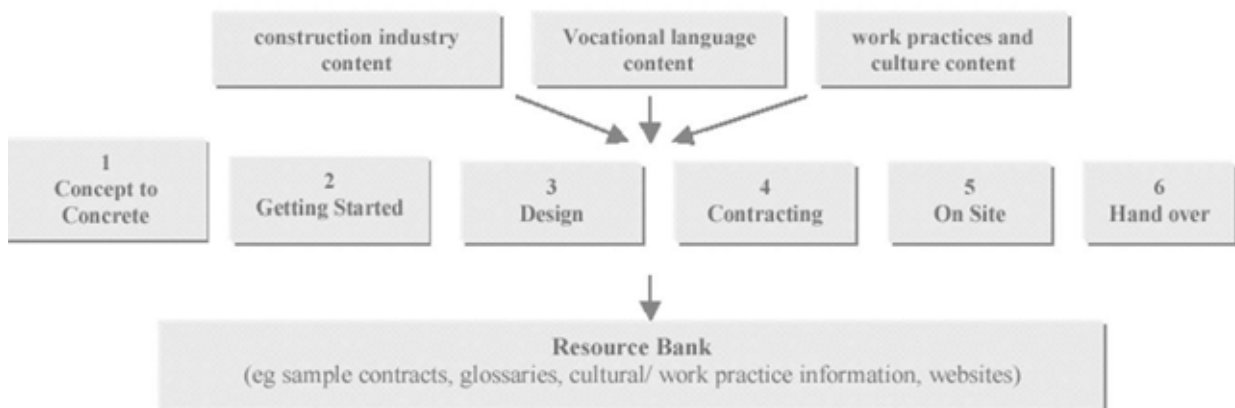 construction industry
content
Vocational language
content
work practices and
culture content
1
Concept to
Concrete
2
Getting Started
3
Design
4
Contracting
5
On Site
6
Hand over
Resource Bank
(eg sample contracts, glossaries, cultural/ work practice information, websites)